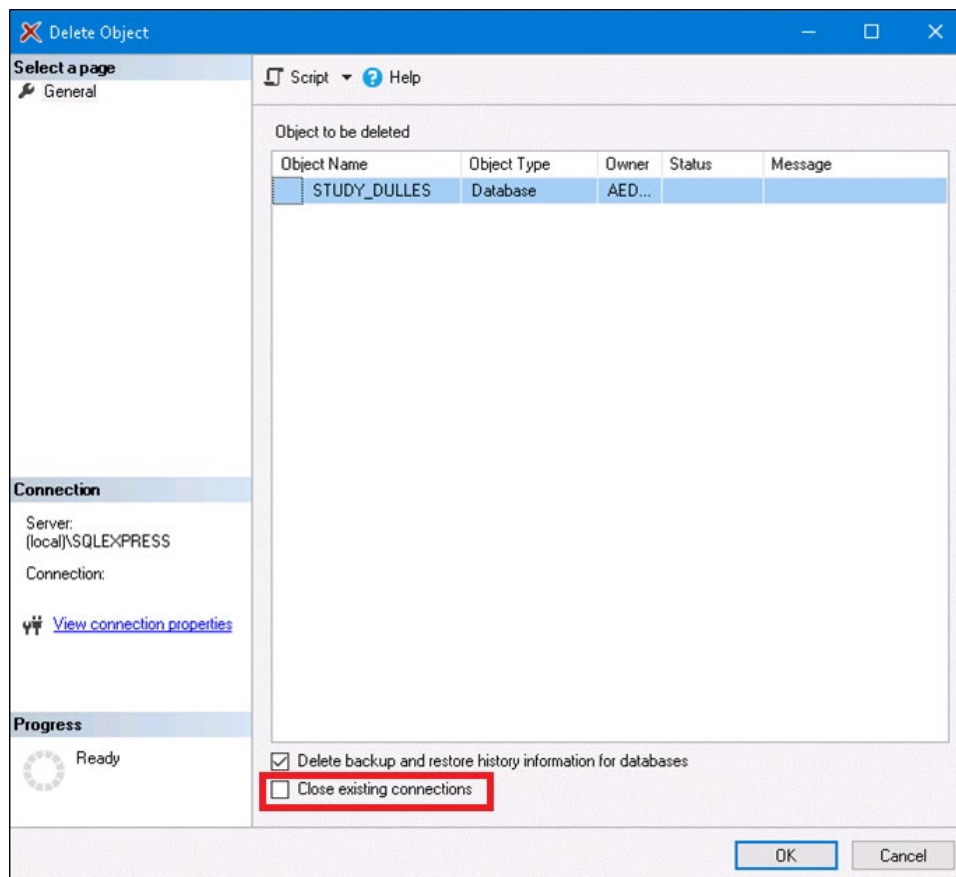 Delete Object
Select a page
General
Script Help
Object to be deleted
Object Name Object Type Owner Status Message
STUDY_DULLES Database AED...
Connection
Server:
(local)\SQLEXPRESS
Connection:
View connection properties
Progress
Ready
Delete backup and restore history information for databases
Close existing connections
OK Cancel